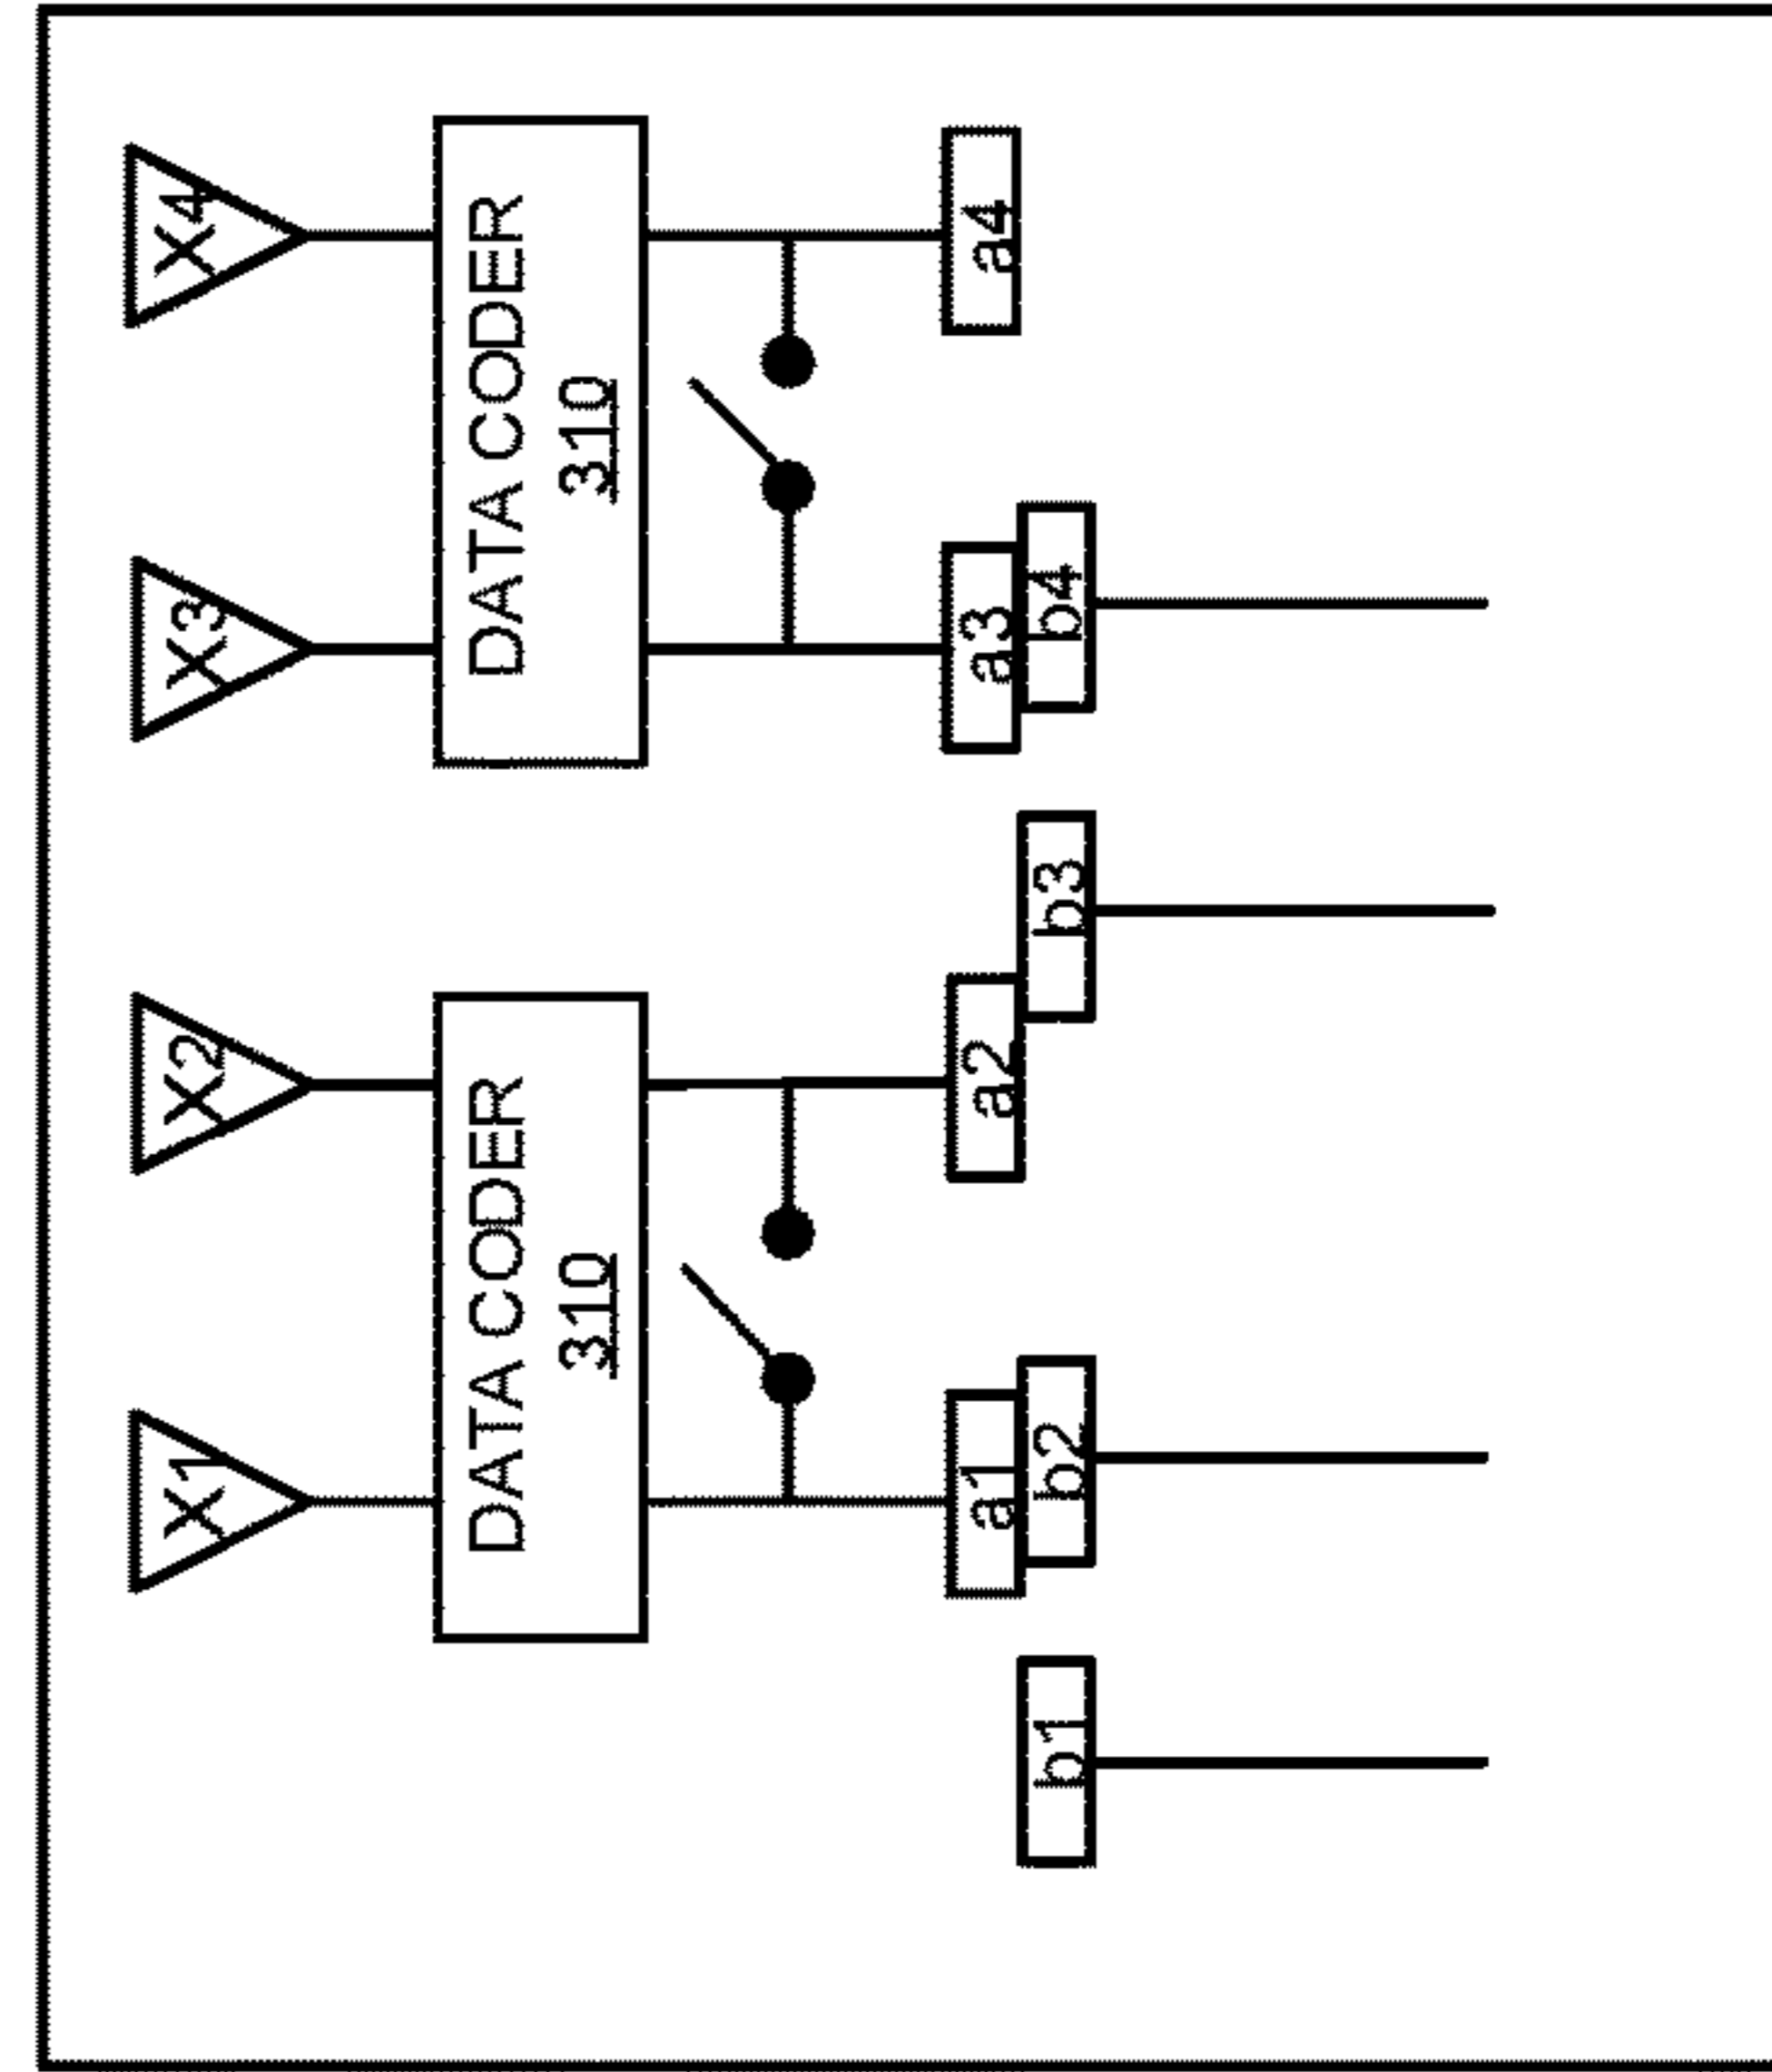 X1
X2
X3
X4
DATA CODER
310
DATA CODER
310
a1
a2
a3
a4
b1
b2
b3
b4